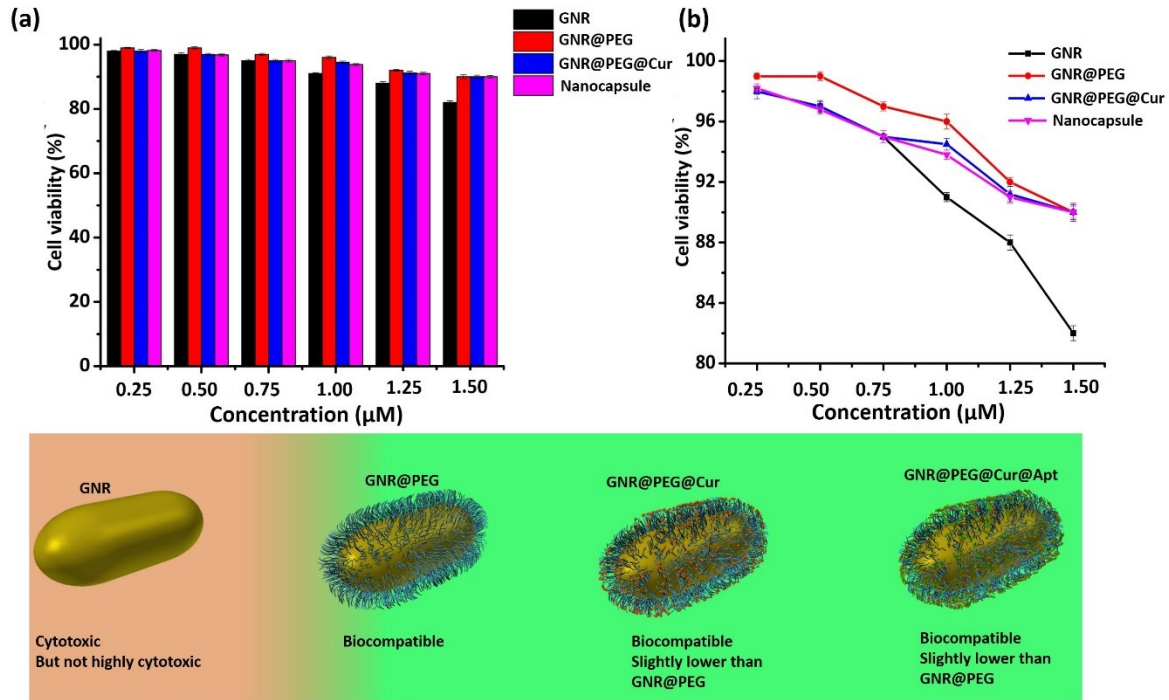 (a)
GNR
GNR@PEG
GNR@PEG@Cur
Nanocapsule
100
80
60
40
20
0
Cell viability (%)
0.25 0.50 0.75 1.00 1.25 1.50
Concentration (µM)
(b)
GNR
GNR@PEG
GNR@PEG@Cur
Nanocapsule
100
96
92
88
84
80
Cell viability (%)
0.25 0.50 0.75 1.00 1.25 1.50
Concentration (µM)
GNR
Cytotoxic
But not highly cytotoxic
GNR@PEG
Biocompatible
GNR@PEG@Cur
Biocompatible
Slightly lower than
GNR@PEG
GNR@PEG@Cur@Apt
Biocompatible
Slightly lower than
GNR@PEG